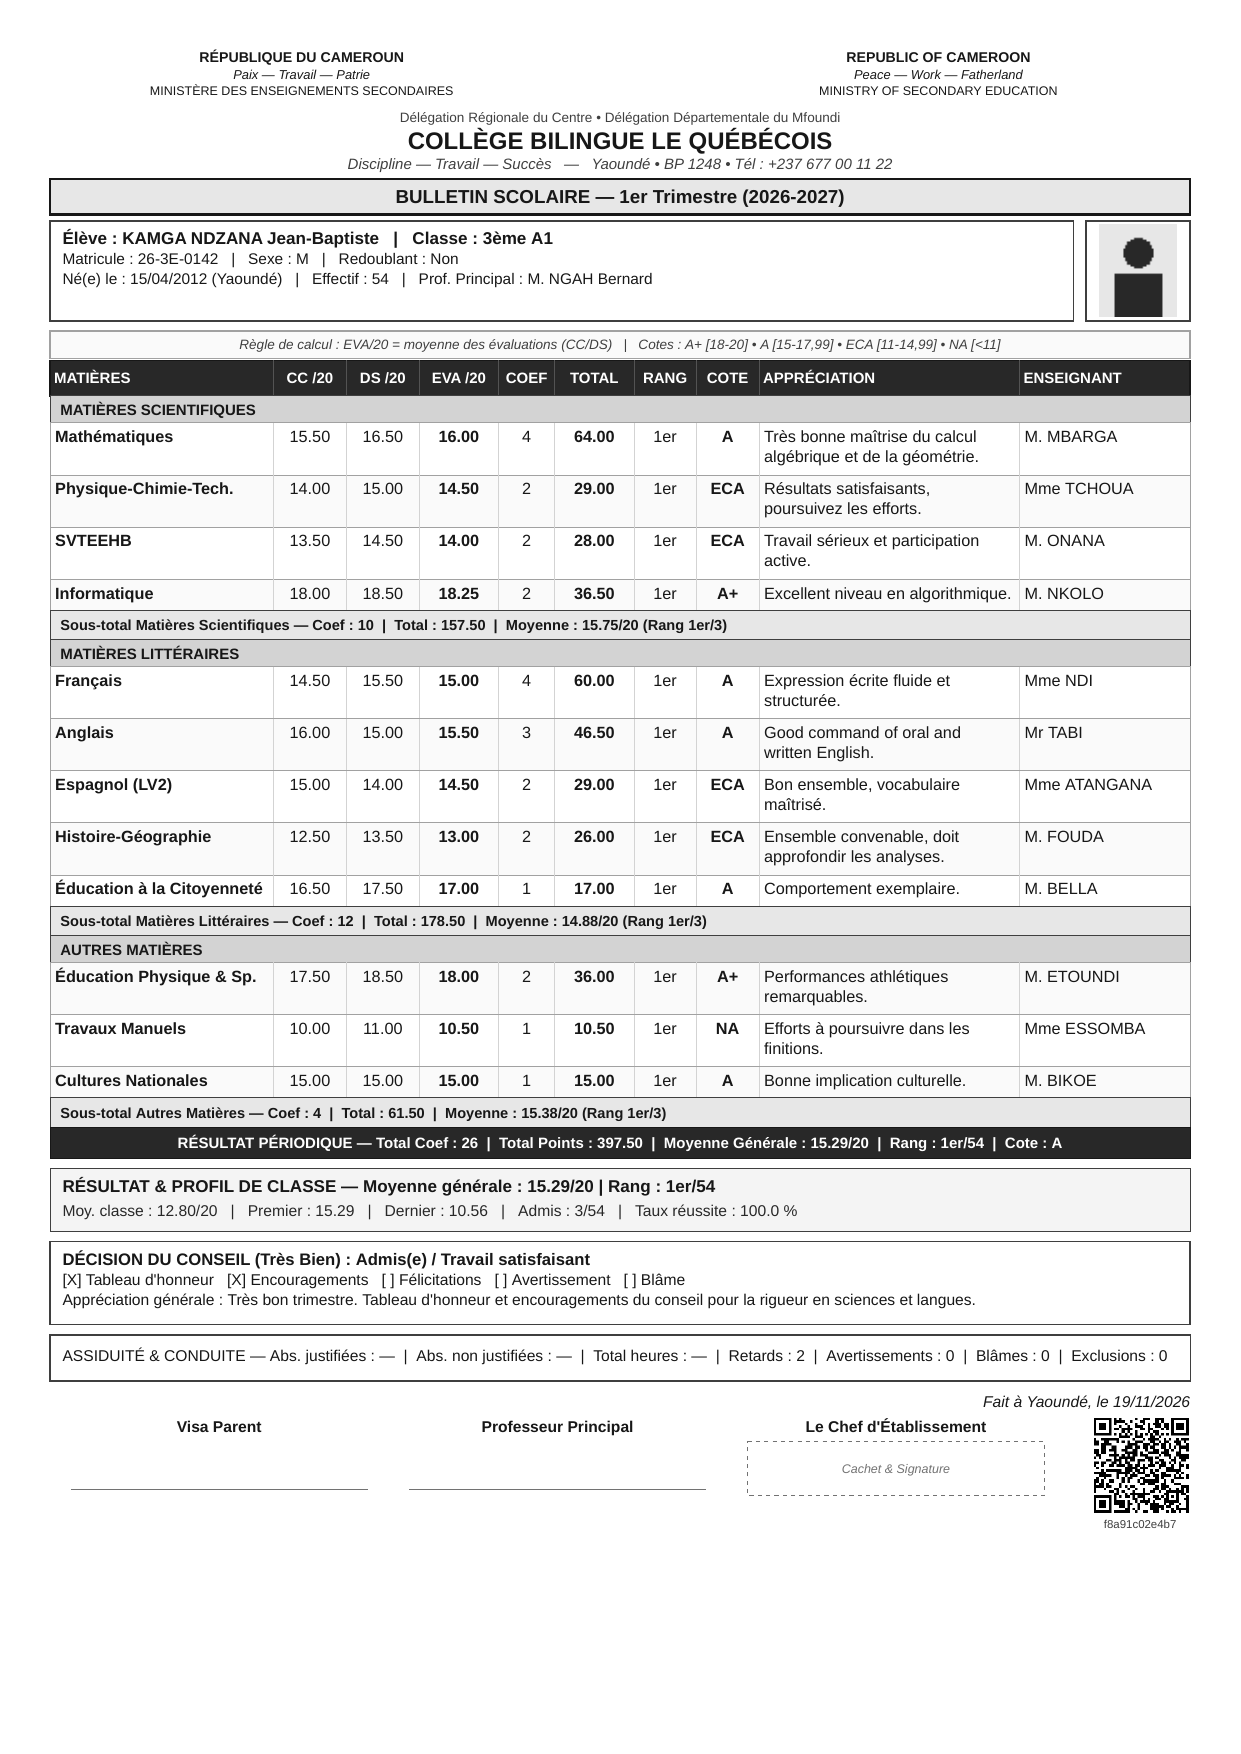 RÉPUBLIQUE DU CAMEROUN
Paix — Travail — Patrie
MINISTÈRE DES ENSEIGNEMENTS SECONDAIRES
REPUBLIC OF CAMEROON
Peace — Work — Fatherland
MINISTRY OF SECONDARY EDUCATION
Délégation Régionale du Centre • Délégation Départementale du Mfoundi
COLLÈGE BILINGUE LE QUÉBÉCOIS
Discipline — Travail — Succès — Yaoundé • BP 1248 • Tél : +237 677 00 11 22
BULLETIN SCOLAIRE — 1er Trimestre (2026-2027)
Élève : KAMGA NDZANA Jean-Baptiste | Classe : 3ème A1
Matricule : 26-3E-0142 | Sexe : M | Redoublant : Non
Né(e) le : 15/04/2012 (Yaoundé) | Effectif : 54 | Prof. Principal : M. NGAH Bernard
Règle de calcul : EVA/20 = moyenne des évaluations (CC/DS) | Cotes : A+ [18-20] • A [15-17,99] • ECA [11-14,99] • NA [<11]
MATIÈRES CC /20 DS /20 EVA /20 COEF TOTAL RANG COTE APPRÉCIATION ENSEIGNANT
MATIÈRES SCIENTIFIQUES
Mathématiques 15.50 16.50 16.00 4 64.00 1er A Très bonne maîtrise du calcul M. MBARGA
algébrique et de la géométrie.
Physique-Chimie-Tech. 14.00 15.00 14.50 2 29.00 1er ECA Résultats satisfaisants, Mme TCHOUA
poursuivez les efforts.
SVTEEHB 13.50 14.50 14.00 2 28.00 1er ECA Travail sérieux et participation M. ONANA
active.
Informatique 18.00 18.50 18.25 2 36.50 1er A+ Excellent niveau en algorithmique. M. NKOLO
Sous-total Matières Scientifiques — Coef : 10 | Total : 157.50 | Moyenne : 15.75/20 (Rang 1er/3)
MATIÈRES LITTÉRAIRES
Français 14.50 15.50 15.00 4 60.00 1er A Expression écrite fluide et Mme NDI
structurée.
Anglais 16.00 15.00 15.50 3 46.50 1er A Good command of oral and Mr TABI
written English.
Espagnol (LV2) 15.00 14.00 14.50 2 29.00 1er ECA Bon ensemble, vocabulaire Mme ATANGANA
maîtrisé.
Histoire-Géographie 12.50 13.50 13.00 2 26.00 1er ECA Ensemble convenable, doit M. FOUDA
approfondir les analyses.
Éducation à la Citoyenneté 16.50 17.50 17.00 1 17.00 1er A Comportement exemplaire. M. BELLA
Sous-total Matières Littéraires — Coef : 12 | Total : 178.50 | Moyenne : 14.88/20 (Rang 1er/3)
AUTRES MATIÈRES
Éducation Physique & Sp. 17.50 18.50 18.00 2 36.00 1er A+ Performances athlétiques M. ETOUNDI
remarquables.
Travaux Manuels 10.00 11.00 10.50 1 10.50 1er NA Efforts à poursuivre dans les Mme ESSOMBA
finitions.
Cultures Nationales 15.00 15.00 15.00 1 15.00 1er A Bonne implication culturelle. M. BIKOE
Sous-total Autres Matières — Coef : 4 | Total : 61.50 | Moyenne : 15.38/20 (Rang 1er/3)
RÉSULTAT PÉRIODIQUE — Total Coef : 26 | Total Points : 397.50 | Moyenne Générale : 15.29/20 | Rang : 1er/54 | Cote : A
RÉSULTAT & PROFIL DE CLASSE — Moyenne générale : 15.29/20 | Rang : 1er/54
Moy. classe : 12.80/20 | Premier : 15.29 | Dernier : 10.56 | Admis : 3/54 | Taux réussite : 100.0 %
DÉCISION DU CONSEIL (Très Bien) : Admis(e) / Travail satisfaisant
[X] Tableau d'honneur [X] Encouragements [ ] Félicitations [ ] Avertissement [ ] Blâme
Appréciation générale : Très bon trimestre. Tableau d'honneur et encouragements du conseil pour la rigueur en sciences et langues.
ASSIDUITÉ & CONDUITE — Abs. justifiées : — | Abs. non justifiées : — | Total heures : — | Retards : 2 | Avertissements : 0 | Blâmes : 0 | Exclusions : 0
Fait à Yaoundé, le 19/11/2026
Visa Parent Professeur Principal Le Chef d'Établissement
Cachet & Signature
f8a91c02e4b7